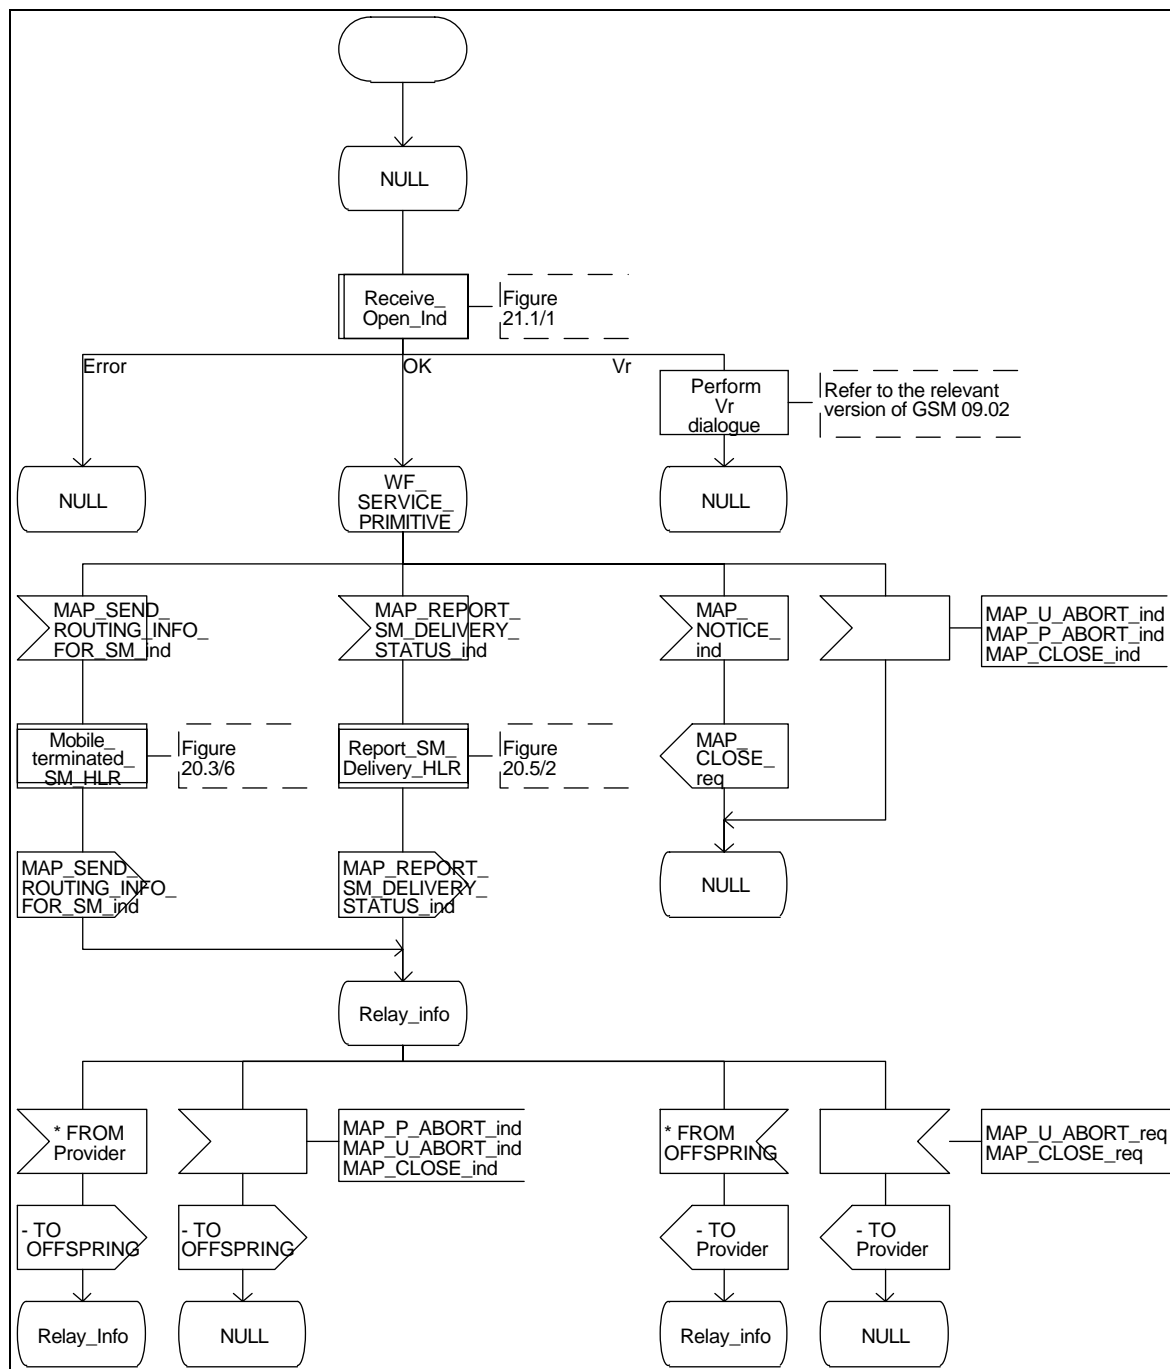 NULL
Receive_
Open_Ind
Figure
21.1/1
Error
OK
Vr
Perform
Vr
dialogue
Refer to the relevant
version of GSM 09.02
NULL
WF_
SERVICE_
PRIMITIVE
NULL
MAP_SEND_
ROUTING_INFO_
FOR_SM_ind
MAP_REPORT_
SM_DELIVERY_
STATUS_ind
MAP_
NOTICE_
ind
MAP_U_ABORT_ind
MAP_P_ABORT_ind
MAP_CLOSE_ind
Mobile_
terminated_
SM_HLR
Figure
20.3/6
Report_SM_
Delivery_HLR
Figure
20.5/2
MAP_
CLOSE_
req
MAP_SEND_
ROUTING_INFO_
FOR_SM_ind
MAP_REPORT_
SM_DELIVERY_
STATUS_ind
NULL
Relay_info
* FROM
Provider
MAP_P_ABORT_ind
MAP_U_ABORT_ind
MAP_CLOSE_ind
* FROM
OFFSPRING
MAP_U_ABORT_req
MAP_CLOSE_req
- TO
OFFSPRING
- TO
OFFSPRING
- TO
Provider
- TO
Provider
Relay_Info
NULL
Relay_info
NULL